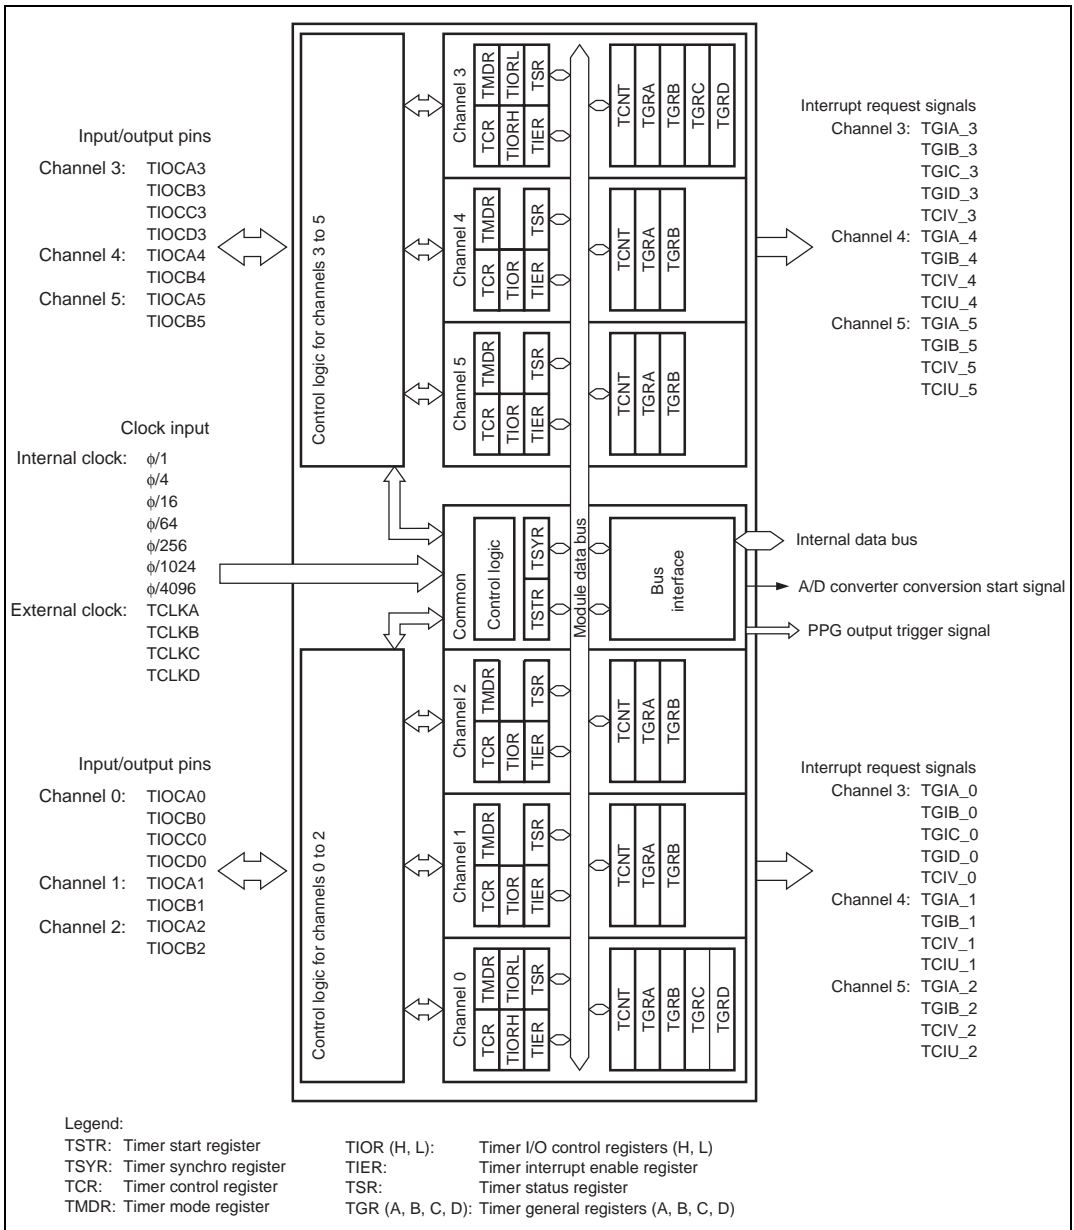 Input/output pins
Channel 3: TIOCA3
TIOCB3
TIOCC3
TIOCD3
Channel 4: TIOCA4
TIOCB4
Channel 5: TIOCA5
TIOCB5
Clock input
Internal clock: ϕ/1
ϕ/4
ϕ/16
ϕ/64
ϕ/256
ϕ/1024
ϕ/4096
External clock: TCLKA
TCLKB
TCLKC
TCLKD
Input/output pins
Channel 0: TIOCA0
TIOCB0
TIOCC0
TIOCD0
Channel 1: TIOCA1
TIOCB1
Channel 2: TIOCA2
TIOCB2
Control logic for channels 3 to 5
Control logic for channels 0 to 2
Channel 3
TCR TMDR
TIORH TIORL
TIER TSR
TCNT
TGRA
TGRB
TGRC
TGRD
Channel 4
TCR TMDR
TIOR
TIER TSR
TCNT
TGRA
TGRB
Channel 5
TCR TMDR
TIOR
TIER TSR
TCNT
TGRA
TGRB
Common
Control logic
TSTR TSYR
Module data bus
Bus
interface
Channel 2
TCR TMDR
TIOR
TIER TSR
TCNT
TGRA
TGRB
Channel 1
TCR TMDR
TIOR
TIER TSR
TCNT
TGRA
TGRB
Channel 0
TCR TMDR
TIORH TIORL
TIER TSR
TCNT
TGRA
TGRB
TGRC
TGRD
Interrupt request signals
Channel 3: TGIA_3
TGIB_3
TGIC_3
TGID_3
TCIV_3
Channel 4: TGIA_4
TGIB_4
TCIV_4
TCIU_4
Channel 5: TGIA_5
TGIB_5
TCIV_5
TCIU_5
Internal data bus
A/D converter conversion start signal
PPG output trigger signal
Interrupt request signals
Channel 3: TGIA_0
TGIB_0
TGIC_0
TGID_0
TCIV_0
Channel 4: TGIA_1
TGIB_1
TCIV_1
TCIU_1
Channel 5: TGIA_2
TGIB_2
TCIV_2
TCIU_2
Legend:
TSTR: Timer start register
TSYR: Timer synchro register
TCR: Timer control register
TMDR: Timer mode register
TIOR (H, L): Timer I/O control registers (H, L)
TIER: Timer interrupt enable register
TSR: Timer status register
TGR (A, B, C, D): Timer general registers (A, B, C, D)